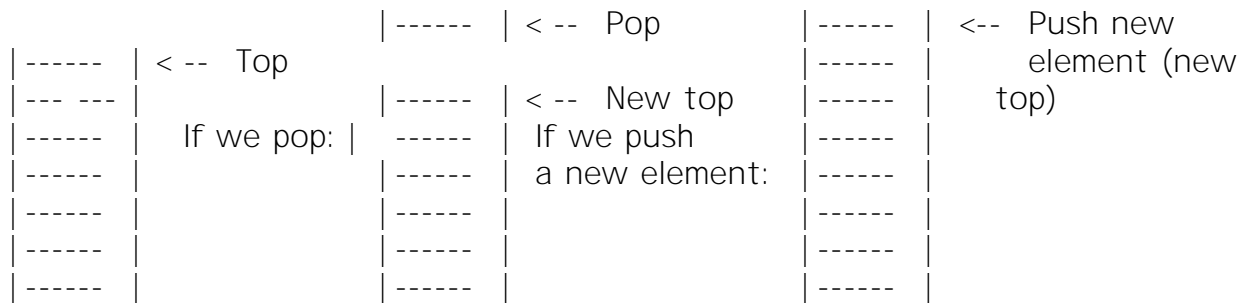 |------ | < -- Pop |------ | <-- Push new
|------ | < -- Top |------ | element (new
|--- --- | |------ | < -- New top |------ | top)
|------ | If we pop: | ------ | If we push |------ |
|------ | |------ | a new element: |------ |
|------ | |------ | |------ |
|------ | |------ | |------ |
|------ | |------ | |------ |